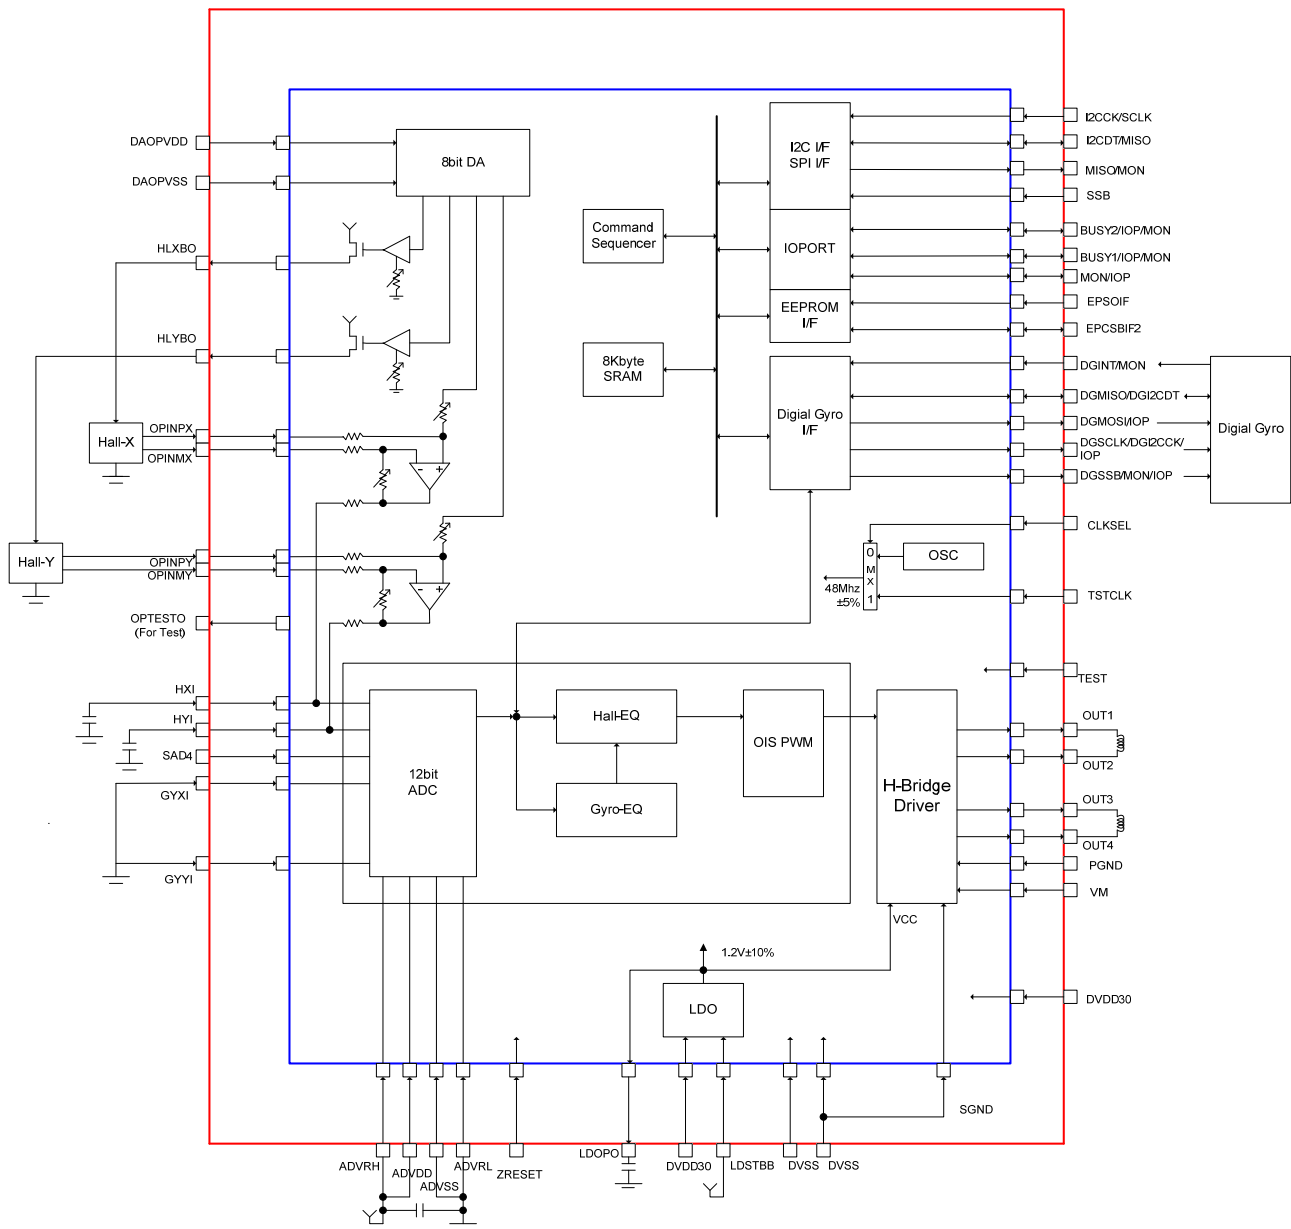 DAOPVDD
DAOPVSS
HLXBO
HLYBO
8bit DA
Command
Sequencer
8Kbyte
SRAM
I2C I/F
SPI I/F
IOPORT
EEPROM
I/F
Digial Gyro
I/F
I2CCK/SCLK
I2CDT/MISO
MISO/MON
SSB
BUSY2/IOP/MON
BUSY1/IOP/MON
MON/IOP
EPSOIF
EPCSBIF2
DGINT/MON
DGMISO/DGI2CDT
DGMOSI/IOP
DGSCLK/DGI2CCK/
IOP
DGSSB/MON/IOP
Digial Gyro
Hall-X
OPINPX
OPINMX
- +
Hall-Y
OPINPY
OPINMY
- +
OPTESTO
(For Test)
CLKSEL
OSC
0
M
X
1
48Mhz
±5%
TSTCLK
TEST
HXI
HYI
SAD4
GYXI
GYYI
12bit
ADC
Hall-EQ
Gyro-EQ
OIS PWM
H-Bridge
Driver
OUT1
OUT2
OUT3
OUT4
PGND
VM
VCC
1.2V±10%
LDO
DVDD30
SGND
ADVRH
ADVDD
ADVSS
ADVRL
ZRESET
LDOPO
DVDD30
LDSTBB
DVSS
DVSS